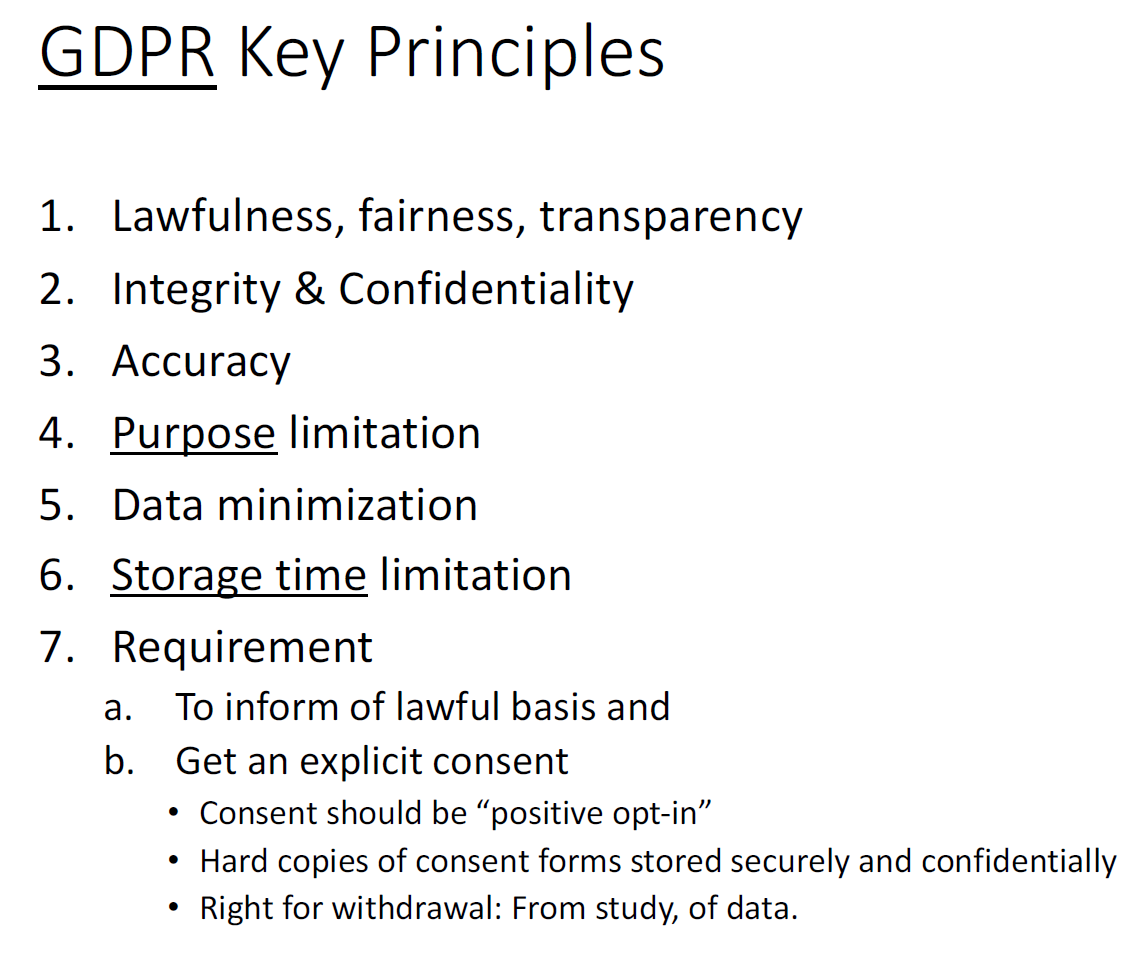 GDPR Key Principles
1. Lawfulness, fairness, transparency
2. Integrity & Confidentiality
3. Accuracy
4. Purpose limitation
5. Data minimization
6. Storage time limitation
7. Requirement
a. To inform of lawful basis and
b. Get an explicit consent
• Consent should be “positive opt-in”
• Hard copies of consent forms stored securely and confidentially
• Right for withdrawal: From study, of data.